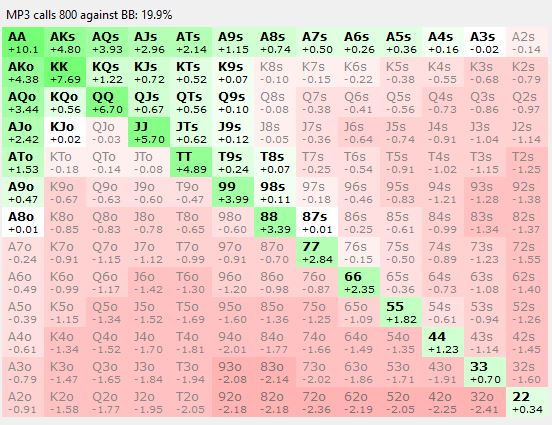 MP3 calls 800 against BB: 19.9%
AA AKs AQs AJs ATs A9s A8s A7s A6s A5s A4s A3s A2s
+10.1 +4.80 +3.93 +2.96 +2.14 +1.15 +0.74 +0.50 +0.26 +0.36 +0.16 -0.02 -0.14
AKo KK KQs KJs KTs K9s K8s K7s K6s K5s K4s K3s K2s
+4.38 +7.69 +1.22 +0.72 +0.52 +0.07 -0.10 -0.15 -0.22 -0.38 -0.55 -0.68 -0.79
AQo KQo QQ QJs QTs Q9s Q8s Q7s Q6s Q5s Q4s Q3s Q2s
+3.44 +0.56 +6.70 +0.67 +0.56 +0.10 -0.08 -0.38 -0.41 -0.56 -0.73 -0.86 -0.97
AJo KJo QJo JJ JTs J9s J8s J7s J6s J5s J4s J3s J2s
+2.42 +0.02 -0.03 +5.70 +0.62 +0.12 -0.05 -0.36 -0.64 -0.74 -0.91 -1.04 -1.14
ATo KTo QTo JTo TT T9s T8s T7s T6s T5s T4s T3s T2s
+1.53 -0.18 -0.14 -0.08 +4.89 +0.24 +0.07 -0.25 -0.54 -0.91 -1.02 -1.15 -1.25
A9o K9o Q9o J9o T9o 99 98s 97s 96s 95s 94s 93s 92s
+0.47 -0.67 -0.63 -0.60 -0.47 +3.99 +0.11 -0.18 -0.46 -0.83 -1.21 -1.28 -1.38
A8o K8o Q8o J8o T8o 98o 88 87s 86s 85s 84s 83s 82s
+0.01 -0.85 -0.83 -0.78 -0.65 -0.60 +3.39 +0.01 -0.25 -0.61 -0.99 -1.34 -1.37
A7o K7o Q7o J7o T7o 97o 87o 77 76s 75s 74s 73s 72s
-0.24 -0.91 -1.15 -1.12 -0.99 -0.91 -0.70 +2.84 -0.15 -0.50 -0.89 -1.23 -1.55
A6o K6o Q6o J6o T6o 96o 86o 76o 66 65s 64s 63s 62s
-0.49 -0.99 -1.17 -1.42 -1.30 -1.20 -0.98 -0.87 +2.35 -0.36 -0.73 -1.08 -1.40
A5o K5o Q5o J5o T5o 95o 85o 75o 65o 55 54s 53s 52s
-0.39 -1.15 -1.34 -1.52 -1.69 -1.60 -1.36 -1.25 -1.09 +1.82 -0.61 -0.94 -1.26
A4o K4o Q4o J4o T4o 94o 84o 74o 64o 54o 44 43s 42s
-0.61 -1.34 -1.52 -1.70 -1.81 -2.01 -1.77 -1.66 -1.49 -1.35 +1.23 -1.14 -1.45
A3o K3o Q3o J3o T3o 93o 83o 73o 63o 53o 43o 33 32s
-0.79 -1.47 -1.65 -1.84 -1.94 -2.08 -2.14 -2.02 -1.86 -1.71 -1.91 +0.70 -1.60
A2o K2o Q2o J2o T2o 92o 82o 72o 62o 52o 42o 32o 22
-0.91 -1.58 -1.77 -1.95 -2.05 -2.18 -2.18 -2.36 -2.19 -2.05 -2.25 -2.41 +0.34